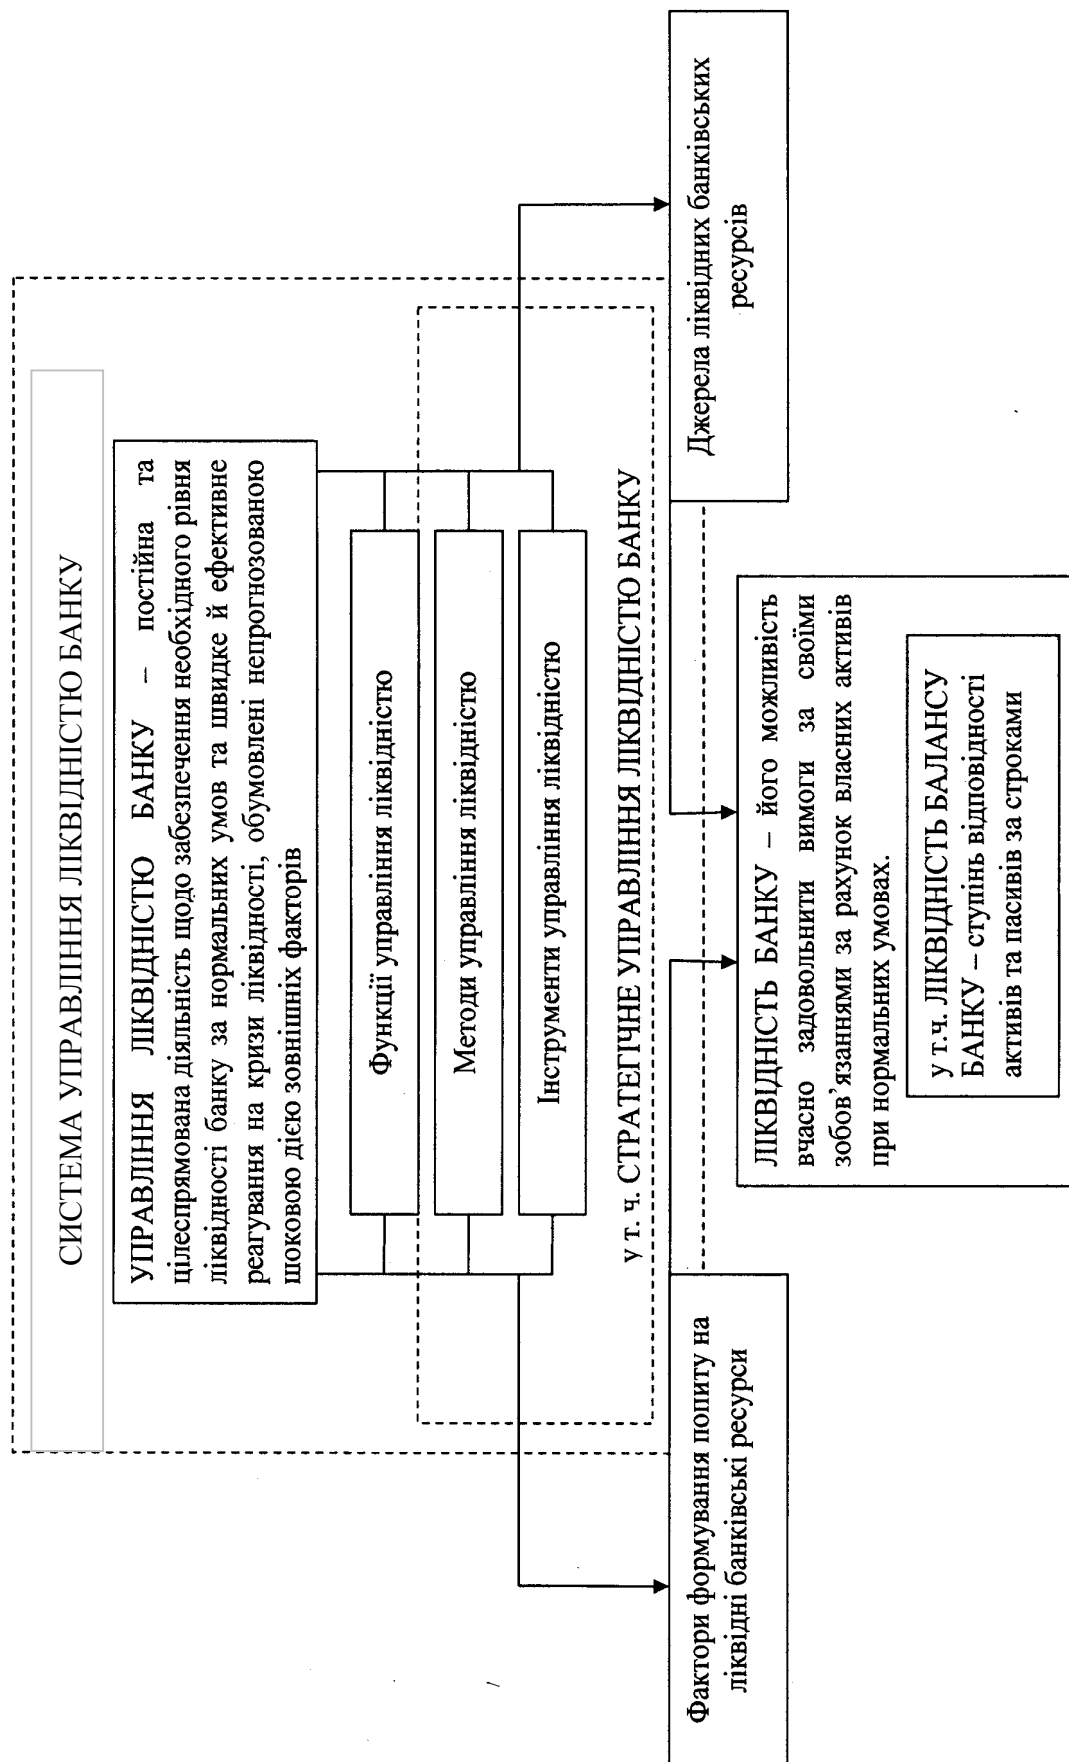 СИСТЕМА УПРАВЛІННЯ ЛІКВІДНІСТЮ БАНКУ
УПРАВЛІННЯ ЛІКВІДНІСТЮ БАНКУ – постійна та
цілеспрямована діяльність щодо забезпечення необхідного рівня
ліквідності банку за нормальних умов та швидке й ефективне
реагування на кризи ліквідності, обумовлені непрогнозованою
шоковою дією зовнішніх факторів
Функції управління ліквідністю
Методи управління ліквідністю
Інструменти управління ліквідністю
у т. ч. СТРАТЕГІЧНЕ УПРАВЛІННЯ ЛІКВІДНІСТЮ БАНКУ
Фактори формування попиту на
ліквідні банківські ресурси
Джерела ліквідних банківських
ресурсів
ЛІКВІДНІСТЬ БАНКУ – його можливість
вчасно задовольнити вимоги за своїми
зобов’язаннями за рахунок власних активів
при нормальних умовах.
у т.ч. ЛІКВІДНІСТЬ БАЛАНСУ
БАНКУ – ступінь відповідності
активів та пасивів за строками